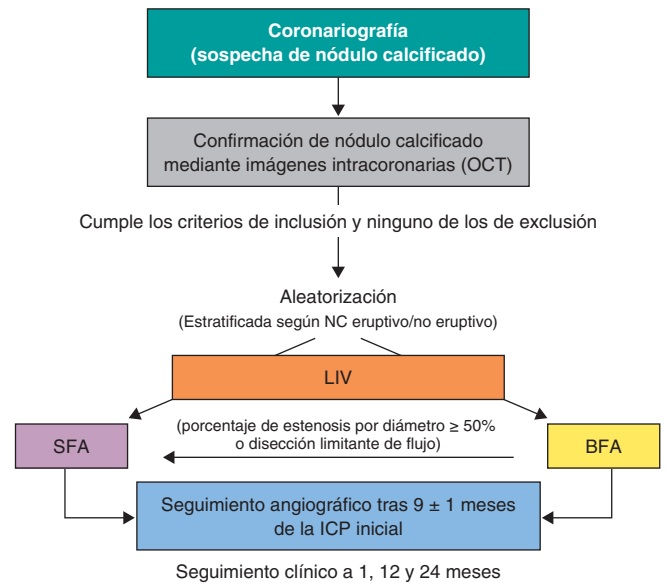 Coronariografía
(sospecha de nódulo calcificado)
Confirmación de nódulo calcificado
mediante imágenes intracoronarias (OCT)
Cumple los criterios de inclusión y ninguno de los de exclusión
Aleatorización
(Estratificada según NC eruptivo/no eruptivo)
LIV
(porcentaje de estenosis por diámetro ≥ 50%
o disección limitante de flujo)
SFA
BFA
Seguimiento angiográfico tras 9 ± 1 meses
de la ICP inicial
Seguimiento clínico a 1, 12 y 24 meses